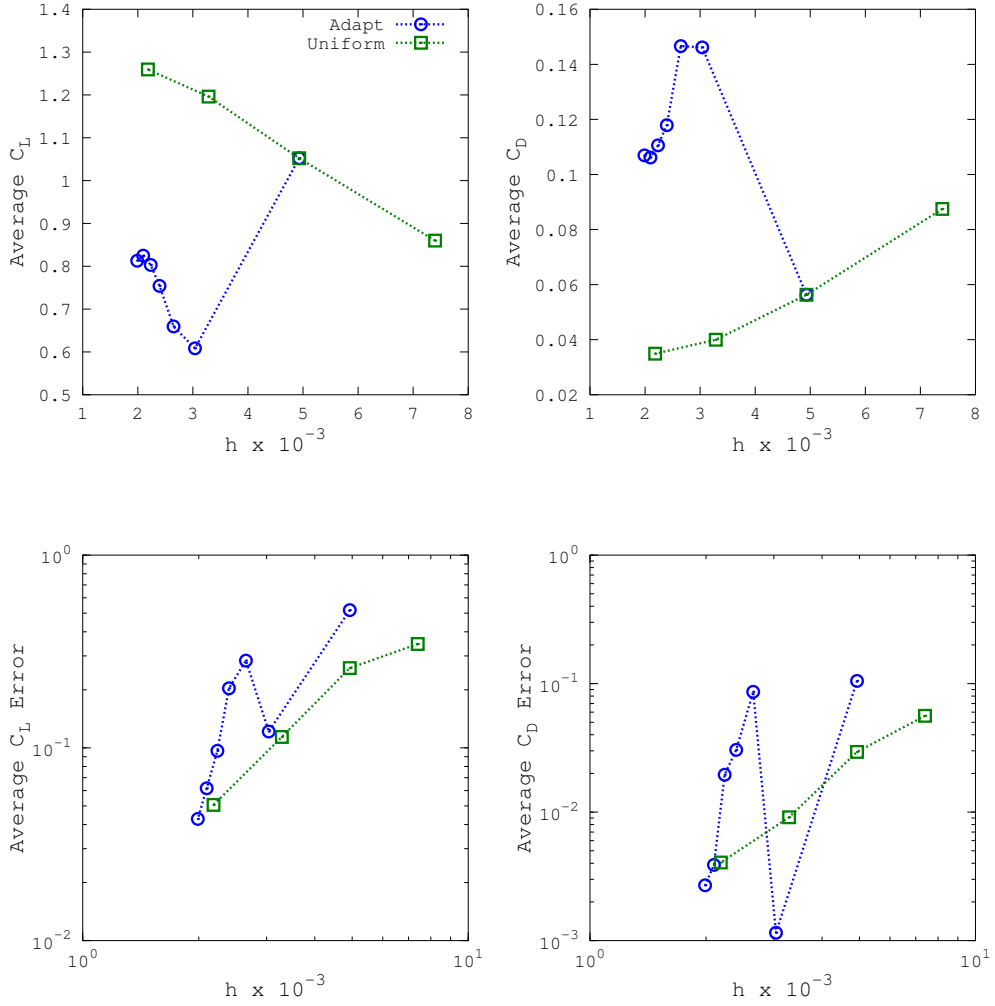 Adapt
Uniform
1.4
1.3
1.2
1.1
1
0.9
0.8
0.7
0.6
0.5
Average C_L
1 2 3 4 5 6 7 8
h x 10^-3
0.16
0.14
0.12
0.1
0.08
0.06
0.04
0.02
Average C_D
1 2 3 4 5 6 7 8
h x 10^-3
10^0
10^-1
10^-2
Average C_L Error
10^0 10^1
h x 10^-3
10^0
10^-1
10^-2
10^-3
Average C_D Error
10^0 10^1
h x 10^-3